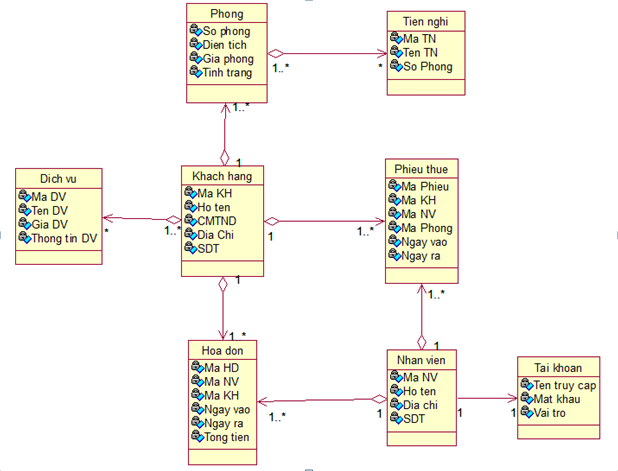 Phong
So phong
Dien tich
Gia phong
Tinh trang
1..*
*
Tien nghi
Ma TN
Ten TN
So Phong
1..*
1
Dich vu
Ma DV
Ten DV
Gia DV
Thong tin DV
*
1..*
Khach hang
Ma KH
Ho ten
CMTND
Dia Chi
SDT
1
1..*
Phieu thue
Ma Phieu
Ma KH
Ma NV
Ma Phong
Ngay vao
Ngay ra
1
1..*
1..*
1
Hoa don
Ma HD
Ma NV
Ma KH
Ngay vao
Ngay ra
Tong tien
1..*
1
Nhan vien
Ma NV
Ho ten
Dia chi
SDT
1
1
Tai khoan
Ten truy cap
Mat khau
Vai tro